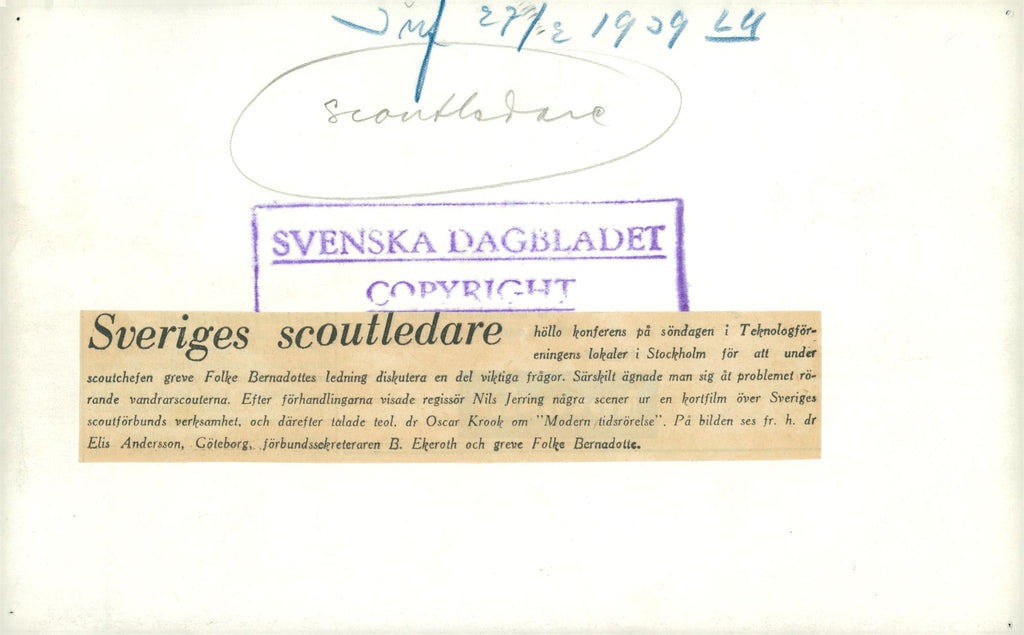 Inf 27/2 1939 LU
scoutledare
SVENSKA DAGBLADET
COPYRIGHT
Sveriges scoutledare höllo konferens på söndagen i Teknologför-
eningens lokaler i Stockholm för att under
scoutchefen greve Folke Bernadottes ledning diskutera en del viktiga frågor. Särskilt ägnade man sig åt problemet rö-
rande vandrarscouterna. Efter förhandlingarna visade regissör Nils Jerring några scener ur en kortfilm över Sveriges
scoutförbunds verksamhet, och därefter talade teol. dr Oscar Krook om "Modern tidsrörelse". På bilden ses fr. h. dr
Elis Andersson, Göteborg, förbundssekreteraren B. Ekeroth och greve Folke Bernadotte.